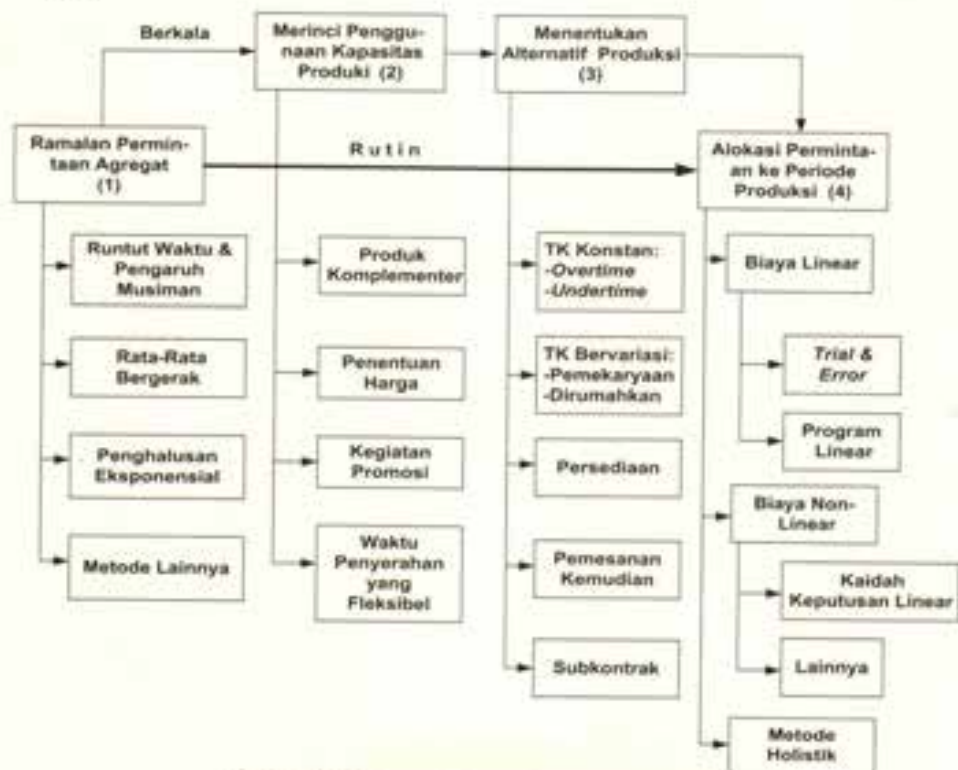 Berkala
Merinci Penggu-
naan Kapasitas
Produki (2)
Menentukan
Alternatif Produksi
(3)
Ramalan Permin-
taan Agregat
(1)
Rutin
Alokasi Perminta-
an ke Periode
Produksi (4)
Runtut Waktu &
Pengaruh
Musiman
Rata-Rata
Bergerak
Penghalusan
Eksponensial
Metode Lainnya
Produk
Komplementer
Penentuan
Harga
Kegiatan
Promosi
Waktu
Penyerahan
yang
Fleksibel
TK Konstan:
-Overtime
-Undertime
TK Bervariasi:
-Pemekaryaan
-Dirumahkan
Persediaan
Pemesanan
Kemudian
Subkontrak
Biaya Linear
Trial &
Error
Program
Linear
Biaya Non-
Linear
Kaidah
Keputusan Linear
Lainnya
Metode
Holistik